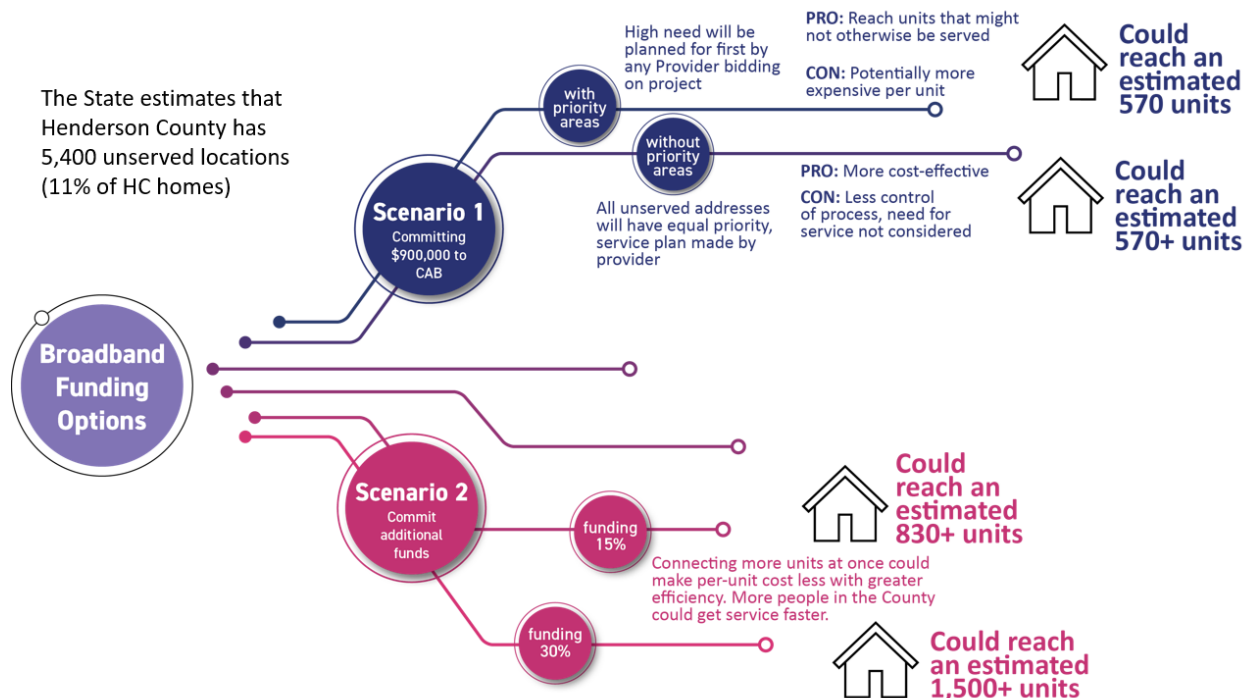 The State estimates that
Henderson County has
5,400 unserved locations
(11% of HC homes)
Broadband
Funding
Options
Scenario 1
Committing
$900,000 to
CAB
with
priority
areas
High need will be
planned for first by
any Provider bidding
on project
PRO: Reach units that might
not otherwise be served
CON: Potentially more
expensive per unit
Could
reach an
estimated
570 units
without
priority
areas
All unserved addresses
will have equal priority,
service plan made by
provider
PRO: More cost-effective
CON: Less control
of process, need for
service not considered
Could
reach an
estimated
570+ units
Scenario 2
Commit
additional
funds
funding
15%
Could
reach an
estimated
830+ units
Connecting more units at once could
make per-unit cost less with greater
efficiency. More people in the County
could get service faster.
funding
30%
Could reach
an estimated
1,500+ units